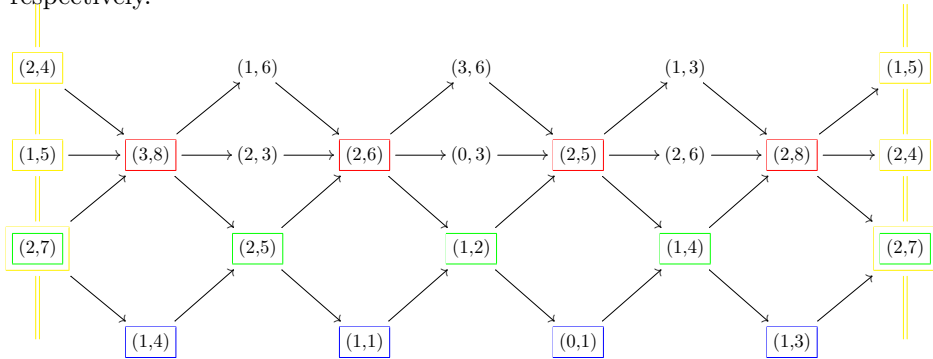 respectively.
(1, 6) (3, 6) (1, 3)
(2,4) (1,5)
(1,5) (3,8) (2, 3) (2,6) (0, 3) (2,5) (2, 6) (2,8) (2,4)
(2,7) (2,5) (1,2) (1,4) (2,7)
(1,4) (1,1) (0,1) (1,3)